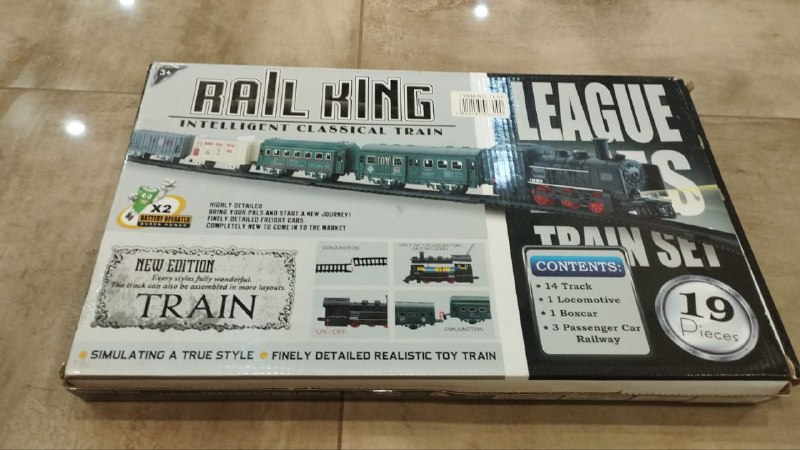 3+
RAIL KING
INTELLIGENT CLASSICAL TRAIN
LEAGUE
TRAIN SET
X2
BATTERY OPERATED
SUPER POWER
HIGHLY DETAILED
BRING YOUR PALS AND START A NEW JOURNEY!
FINELY DETAILED FREIGHT CARS
COMPLETELY NEW TO COME IN TO THE MARKET
NEW EDITION
Every styles fully wonderful.
The track can also be assembled in more layouts.
TRAIN
CONJUNCTION
ON / OFF
CONJUNCTION
CONTENTS:
14 Track
1 Locomotive
1 Boxcar
3 Passenger Car
Railway
19
Pieces
SIMULATING A TRUE STYLE
FINELY DETAILED REALISTIC TOY TRAIN